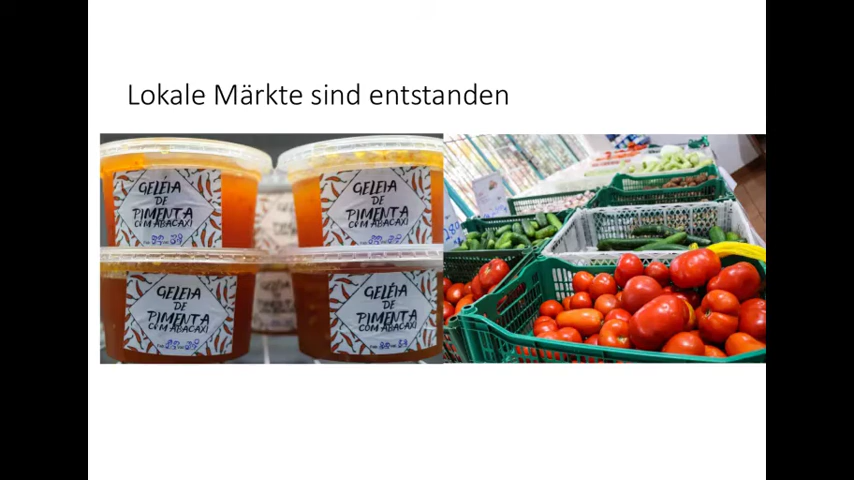 Lokale Märkte sind entstanden
GELEIA
DE
PIMENTA
COM ABACAXI
GELEIA
DE
PIMENTA
COM ABACAXI
GELEIA
DE
PIMENTA
COM ABACAXI
GELEIA
DE
PIMENTA
COM ABACAXI